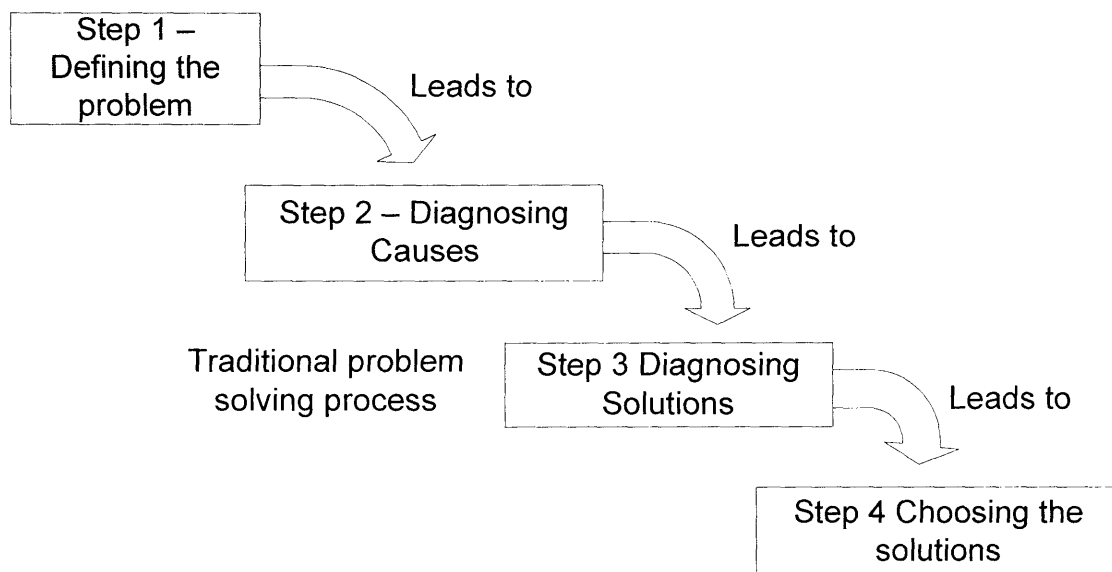 Step 1 –
Defining the
problem
Leads to
Step 2 – Diagnosing
Causes
Leads to
Traditional problem
solving process
Step 3 Diagnosing
Solutions
Leads to
Step 4 Choosing the
solutions